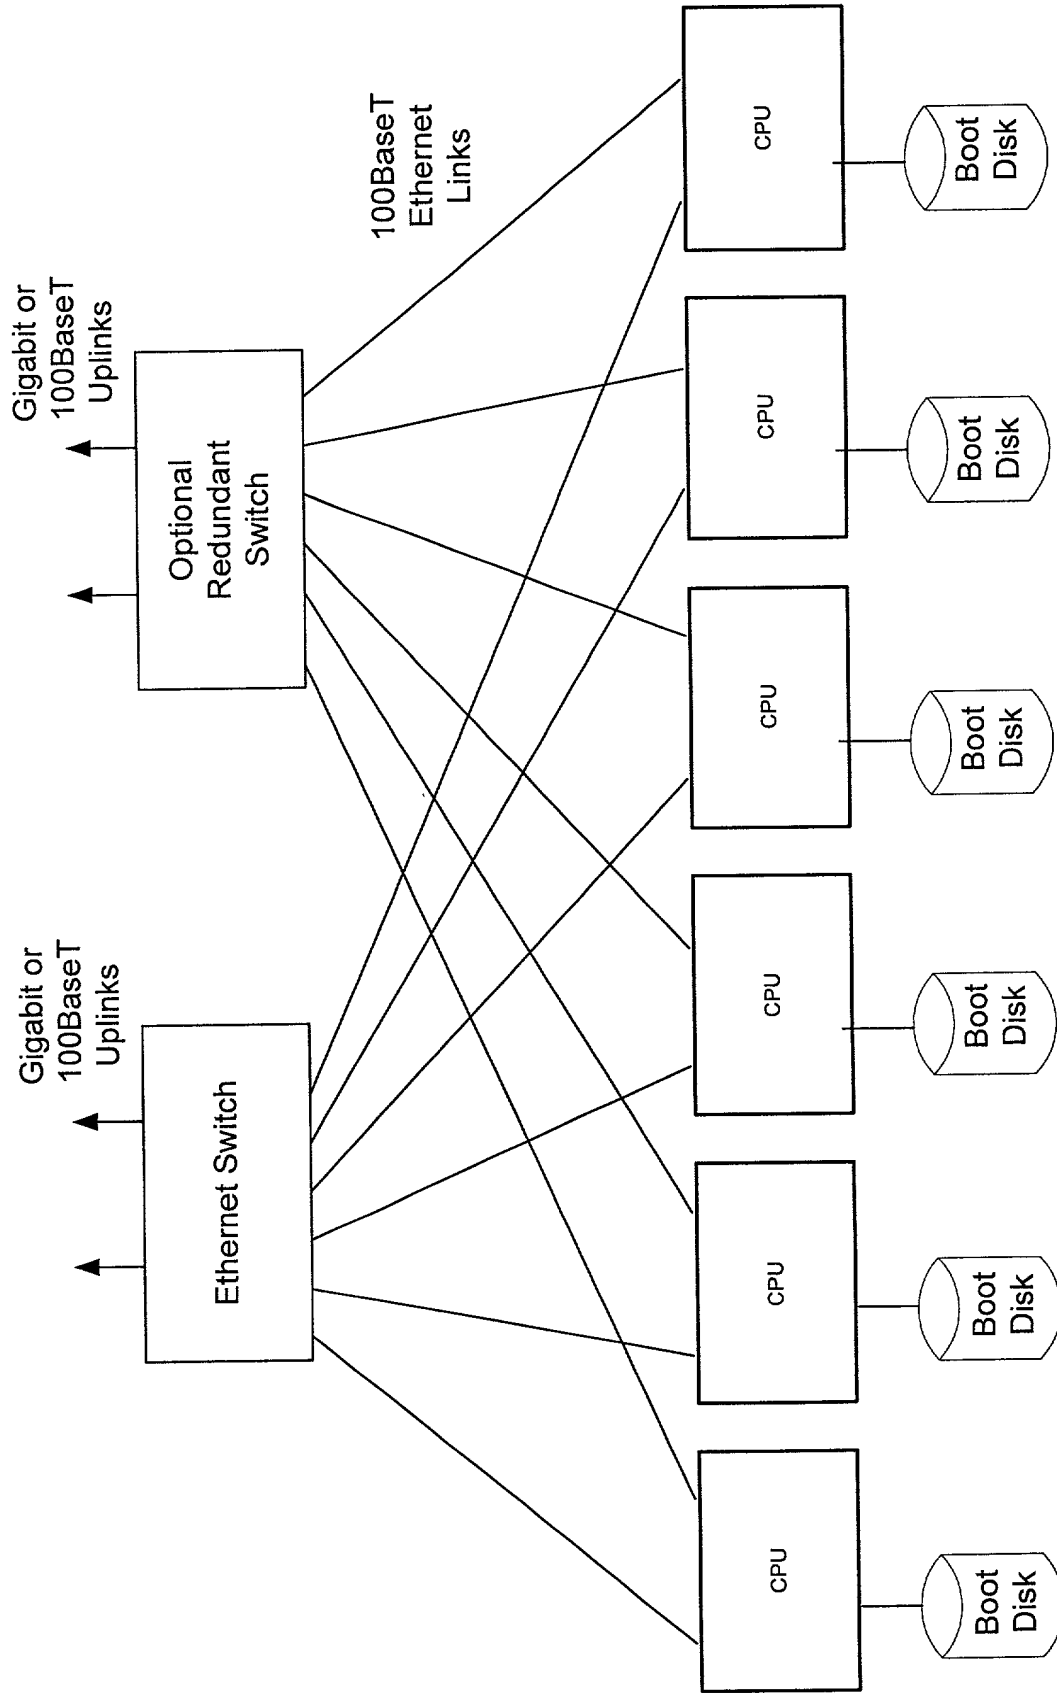 Gigabit or
100BaseT
Uplinks
Gigabit or
100BaseT
Uplinks
Ethernet Switch
Optional
Redundant
Switch
100BaseT
Ethernet
Links
CPU
CPU
CPU
CPU
CPU
CPU
Boot
Disk
Boot
Disk
Boot
Disk
Boot
Disk
Boot
Disk
Boot
Disk